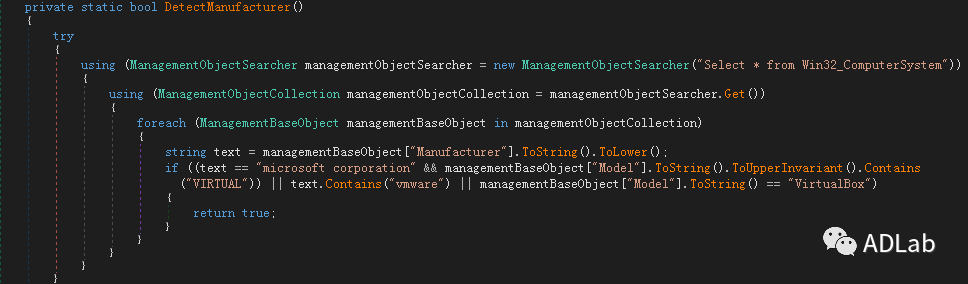 private static bool DetectManufacturer()
{
try
{
using (ManagementObjectSearcher managementObjectSearcher = new ManagementObjectSearcher("Select * from Win32_ComputerSystem"))
{
using (ManagementObjectCollection managementObjectCollection = managementObjectSearcher.Get())
{
foreach (ManagementBaseObject managementBaseObject in managementObjectCollection)
{
string text = managementBaseObject["Manufacturer"].ToString().ToLower();
if ((text == "microsoft corporation" && managementBaseObject["Model"].ToString().ToUpperInvariant().Contains
("VIRTUAL")) || text.Contains("vmware") || managementBaseObject["Model"].ToString() == "VirtualBox")
{
return true;
}
}
}
}
}
ADLab